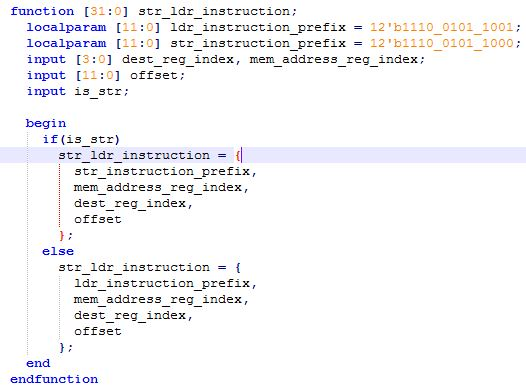 function [31:0] str_ldr_instruction;
localparam [11:0] ldr_instruction_prefix = 12'b1110_0101_1001;
localparam [11:0] str_instruction_prefix = 12'b1110_0101_1000;
input [3:0] dest_reg_index, mem_address_reg_index;
input [11:0] offset;
input is_str;
begin
if(is_str)
str_ldr_instruction = {
str_instruction_prefix,
mem_address_reg_index,
dest_reg_index,
offset
};
else
str_ldr_instruction = {
ldr_instruction_prefix,
mem_address_reg_index,
dest_reg_index,
offset
};
end
endfunction